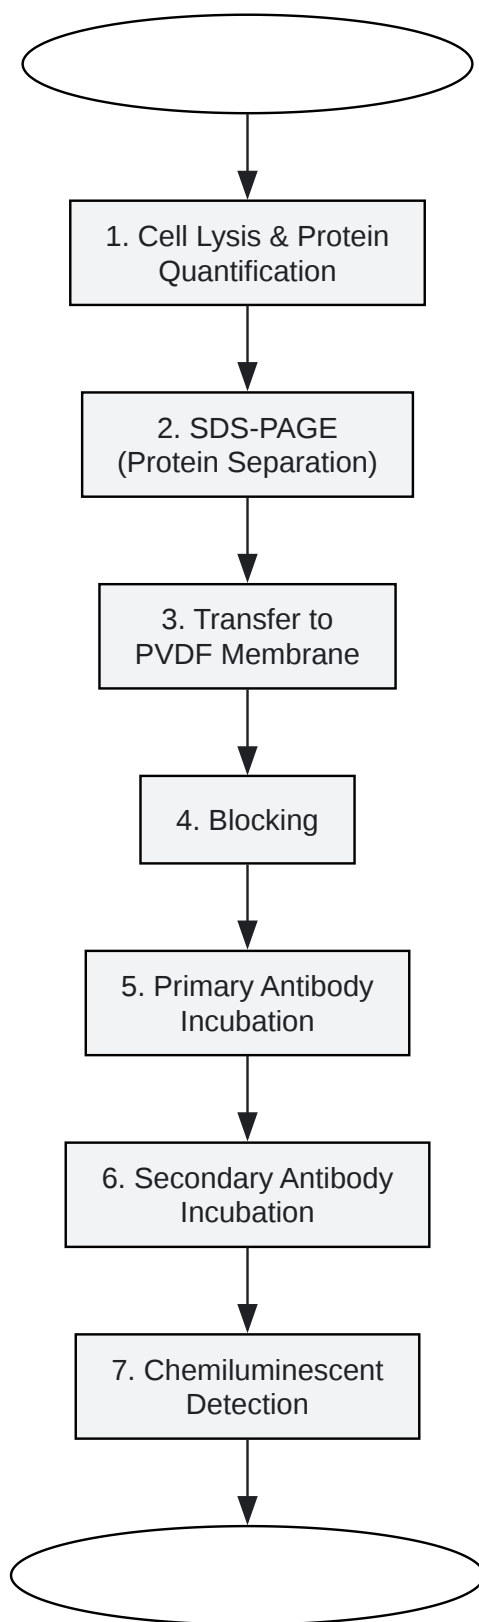 1. Cell Lysis & Protein
Quantification
2. SDS-PAGE
(Protein Separation)
3. Transfer to
PVDF Membrane
4. Blocking
5. Primary Antibody
Incubation
6. Secondary Antibody
Incubation
7. Chemiluminescent
Detection